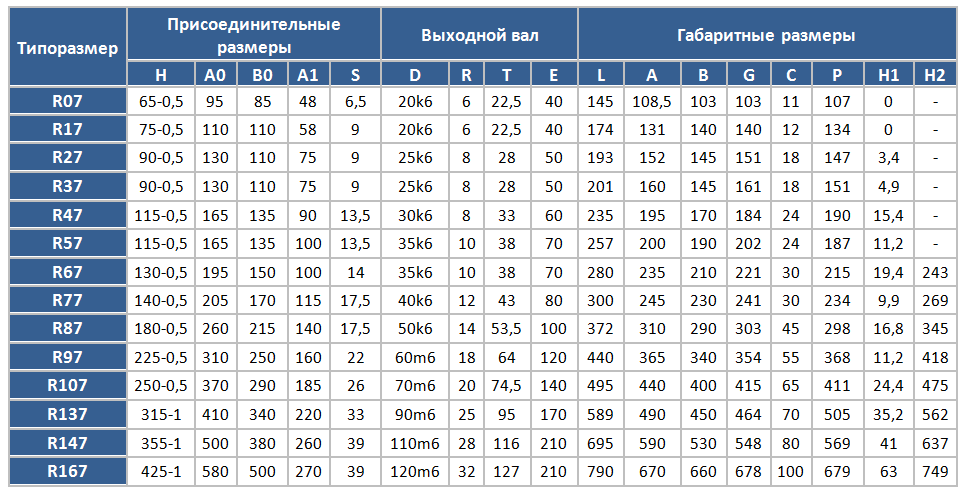 Типоразмер Присоединительные размеры Выходной вал Габаритные размеры
H A0 B0 A1 S D R T E L A B G C P H1 H2
R07 65-0,5 95 85 48 6,5 20k6 6 22,5 40 145 108,5 103 103 11 107 0 -
R17 75-0,5 110 110 58 9 20k6 6 22,5 40 174 131 140 140 12 134 0 -
R27 90-0,5 130 110 75 9 25k6 8 28 50 193 152 145 151 18 147 3,4 -
R37 90-0,5 130 110 75 9 25k6 8 28 50 201 160 145 161 18 151 4,9 -
R47 115-0,5 165 135 90 13,5 30k6 8 33 60 235 195 170 184 24 190 15,4 -
R57 115-0,5 165 135 100 13,5 35k6 10 38 70 257 200 190 202 24 187 11,2 -
R67 130-0,5 195 150 100 14 35k6 10 38 70 280 235 210 221 30 215 19,4 243
R77 140-0,5 205 170 115 17,5 40k6 12 43 80 300 245 230 241 30 234 9,9 269
R87 180-0,5 260 215 140 17,5 50k6 14 53,5 100 372 310 290 303 45 298 16,8 345
R97 225-0,5 310 250 160 22 60m6 18 64 120 440 365 340 354 55 368 11,2 418
R107 250-0,5 370 290 185 26 70m6 20 74,5 140 495 440 400 415 65 411 24,4 475
R137 315-1 410 340 220 33 90m6 25 95 170 589 490 450 464 70 505 35,2 562
R147 355-1 500 380 260 39 110m6 28 116 210 695 590 530 548 80 569 41 637
R167 425-1 580 500 270 39 120m6 32 127 210 790 670 660 678 100 679 63 749